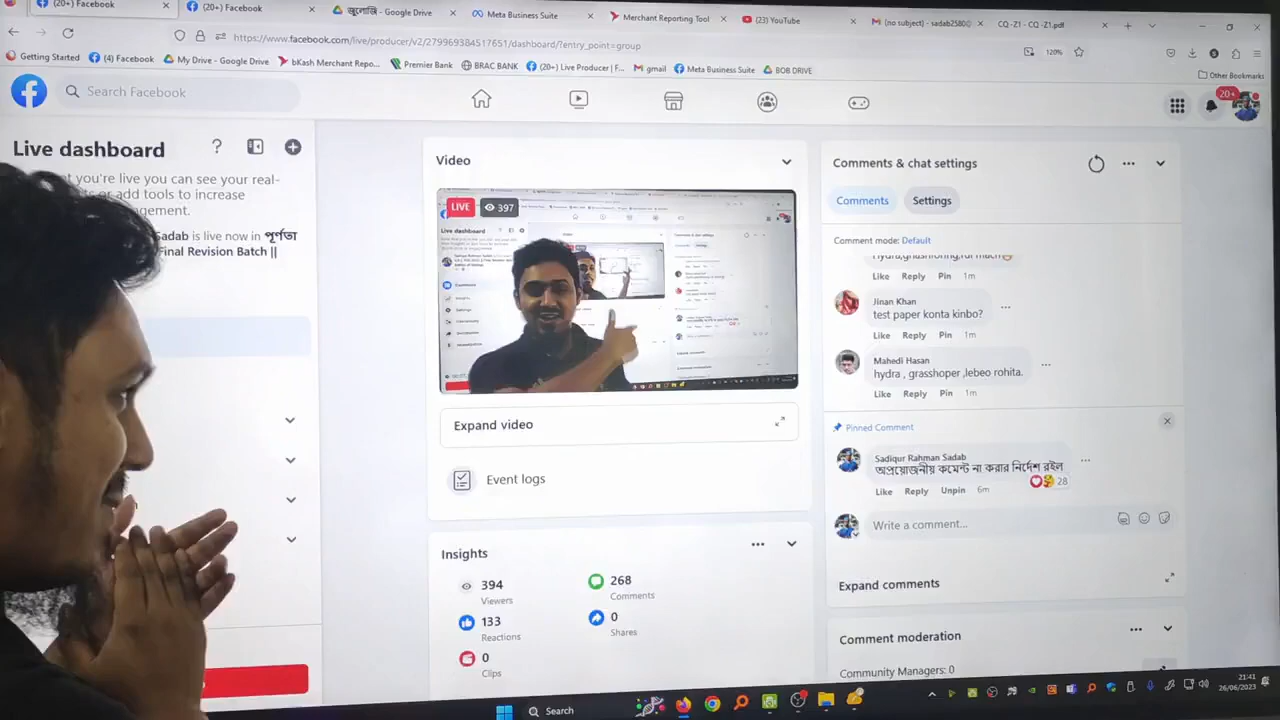 (20+) Facebook
(20+) Facebook
জুলোজি - Google Drive
Meta Business Suite
Merchant Reporting Tool
(23) YouTube
(no subject) - sadab2580@
CQ -Z1 - CQ -Z1.pdf
https://www.facebook.com/live/producer/v2/279969384517651/dashboard/?entry_point=group
120%
Getting Started
(4) Facebook
My Drive - Google Drive
bKash Merchant Repo...
Premier Bank
BRAC BANK
(20+) Live Producer | F...
gmail
Meta Business Suite
BOB DRIVE
Other Bookmarks
Search Facebook
20+
Live dashboard
you're live you can see your real-
or add tools to increase
Sadab is live now in পূর্ণতা
Final Revision Batch ||
Video
LIVE 397
Live dashboard
Expand video
Event logs
Insights
394
Viewers
268
Comments
133
Reactions
0
Shares
0
Clips
Comments & chat settings
Comments
Settings
Comment mode: Default
Like Reply Pin 1m
Jinan Khan
test paper konta kinbo?
Like Reply Pin 1m
Mahedi Hasan
hydra , grasshoper ,lebeo rohita.
Like Reply Pin 1m
Pinned Comment
Sadiqur Rahman Sadab
অপ্রয়োজনীয় কমেন্ট না করার নির্দেশ রইল
28
Like Reply Unpin 6m
Write a comment...
Expand comments
Comment moderation
Community Managers: 0
Search
21:41
26/06/2023